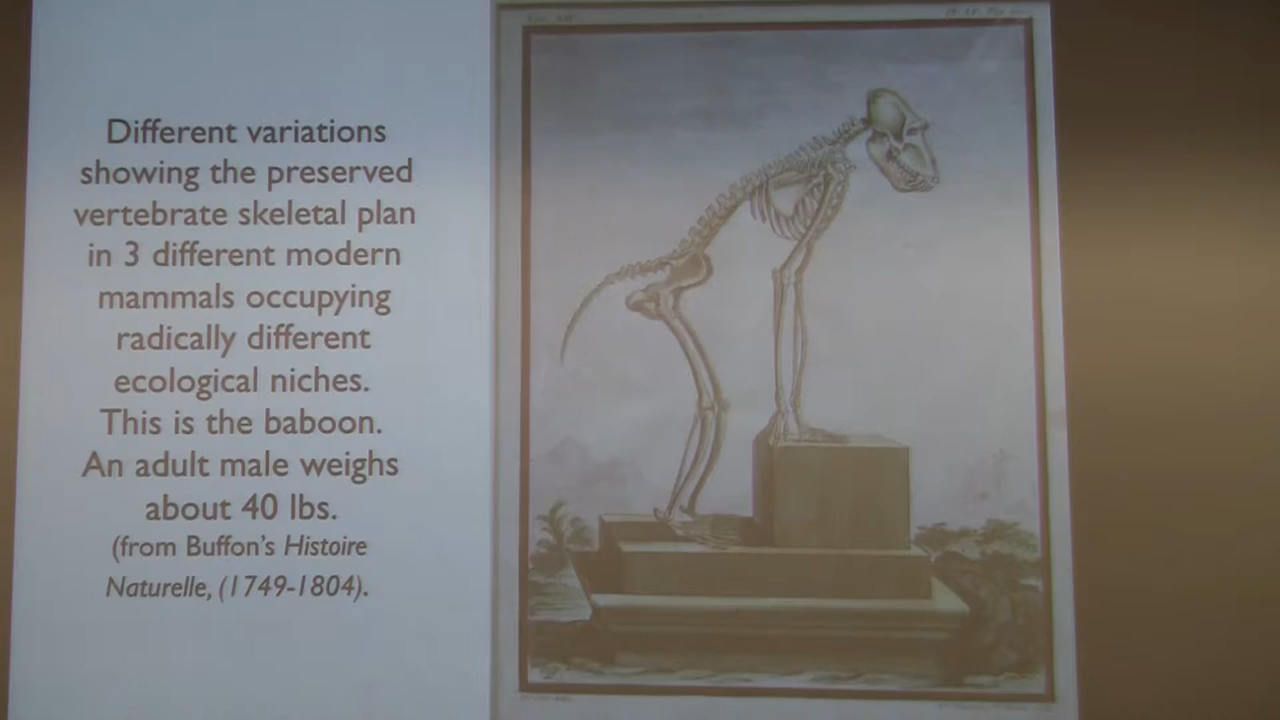 Different variations
showing the preserved
vertebrate skeletal plan
in 3 different modern
mammals occupying
radically different
ecological niches.
This is the baboon.
An adult male weighs
about 40 lbs.
(from Buffon's Histoire
Naturelle, (1749-1804).